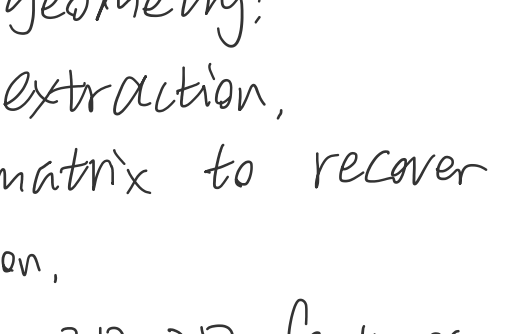 geometry:
extraction,
matrix to recover
on,